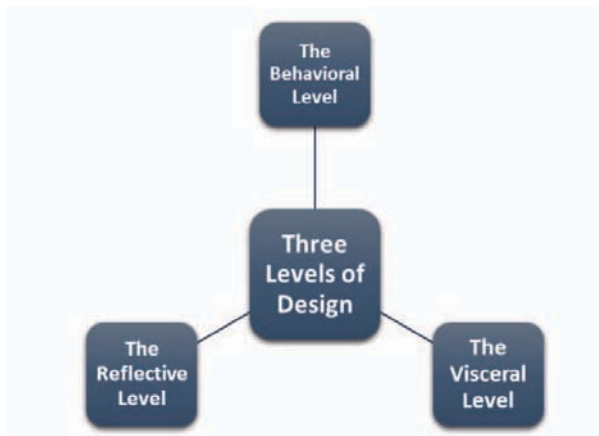 The
Behavioral
Level
Three
Levels of
Design
The
Reflective
Level
The
Visceral
Level